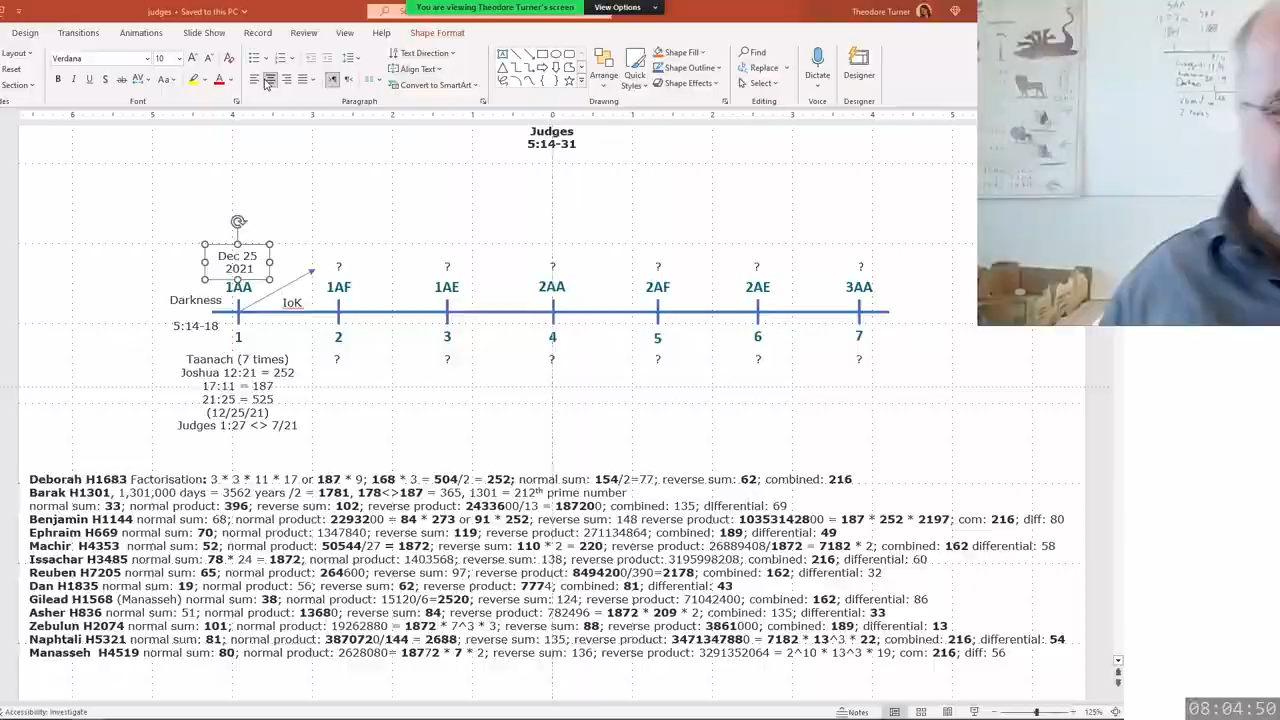 judges • Saved to this PC
You are viewing Theodore Turner's screen
View Options
Theodore Turner
Design Transitions Animations Slide Show Record Review View Help Shape Format
Layout
Reset
Section
Verdana 10
Text Direction
Align Text
Convert to SmartArt
Arrange
Quick Styles
Shape Fill
Shape Outline
Shape Effects
Find
Replace
Select
Dictate
Designer
Font Paragraph Drawing Editing Voice Designer
Judges
5:14-31
Dec 25
2021
? ? ? ? ? ?
1AA 1AF 1AE 2AA 2AF 2AE 3AA
Darkness
IoK
5:14-18
1 2 3 4 5 6 7
Taanach (7 times) ? ? ? ? ? ?
Joshua 12:21 = 252
17:11 = 187
21:25 = 525
(12/25/21)
Judges 1:27 <> 7/21
Deborah H1683 Factorisation: 3 * 3 * 11 * 17 or 187 * 9; 168 * 3 = 504/2 = 252; normal sum: 154/2=77; reverse sum: 62; combined: 216
Barak H1301, 1,301,000 days = 3562 years /2 = 1781, 178<>187 = 365, 1301 = 212th prime number
normal sum: 33; normal product: 396; reverse sum: 102; reverse product: 2433600/13 = 187200; combined: 135; differential: 69
Benjamin H1144 normal sum: 68; normal product: 2293200 = 84 * 273 or 91 * 252; reverse sum: 148 reverse product: 10353142800 = 187 * 252 * 2197; com: 216; diff: 80
Ephraim H669 normal sum: 70; normal product: 1347840; reverse sum: 119; reverse product: 271134864; combined: 189; differential: 49
Machir H4353 normal sum: 52; normal product: 50544/27 = 1872; reverse sum: 110 * 2 = 220; reverse product: 26889408/1872 = 7182 * 2; combined: 162 differential: 58
Issachar H3485 normal sum: 78 * 24 = 1872; normal product: 1403568; reverse sum: 138; reverse product: 3195998208; combined: 216; differential: 60
Reuben H7205 normal sum: 65; normal product: 264600; reverse sum: 97; reverse product: 849420/390=2178; combined: 162; differential: 32
Dan H1835 normal sum: 19; normal product: 56; reverse sum: 62; reverse product: 7774; combined: 81; differential: 43
Gilead H1568 (Manasseh) normal sum: 38; normal product: 15120/6=2520; reverse sum: 124; reverse product: 71042400; combined: 162; differential: 86
Asher H836 normal sum: 51; normal product: 13680; reverse sum: 84; reverse product: 782496 = 1872 * 209 * 2; combined: 135; differential: 33
Zebulun H2074 normal sum: 101; normal product: 19262880 = 1872 * 7^3 * 3; reverse sum: 88; reverse product: 3861000; combined: 189; differential: 13
Naphtali H5321 normal sum: 81; normal product: 3870720/144 = 2688; reverse sum: 135; reverse product: 3471347880 = 7182 * 13^3 * 22; combined: 216; differential: 54
Manasseh H4519 normal sum: 80; normal product: 2628080= 18772 * 7 * 2; reverse sum: 136; reverse product: 3291352064 = 2^10 * 13^3 * 19; com: 216; diff: 56
Accessibility: Investigate
Notes
125%
08:04:50